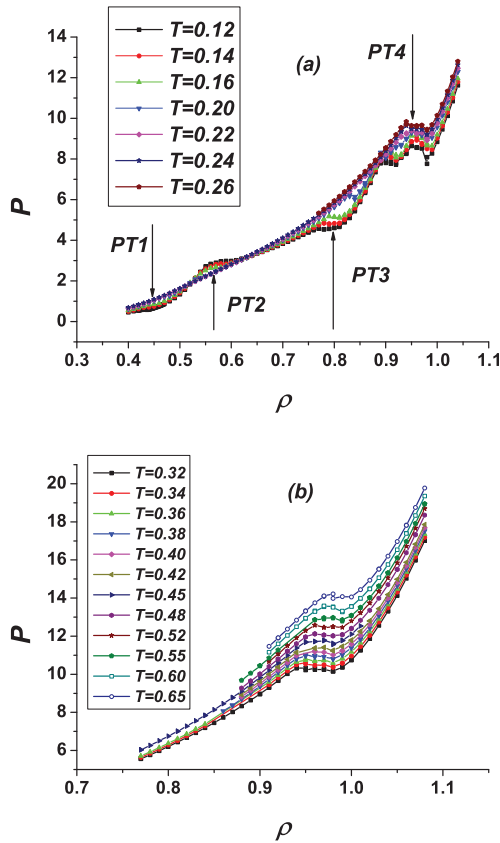 T=0.12
T=0.14
T=0.16
T=0.20
T=0.22
T=0.24
T=0.26
(a)
PT4
PT1
PT2
PT3
P
14
12
10
8
6
4
2
0
0.3 0.4 0.5 0.6 0.7 0.8 0.9 1.0 1.1
ρ
T=0.32
T=0.34
T=0.36
T=0.38
T=0.40
T=0.42
T=0.45
T=0.48
T=0.52
T=0.55
T=0.60
T=0.65
(b)
P
20
18
16
14
12
10
8
6
0.7 0.8 0.9 1.0 1.1
ρ